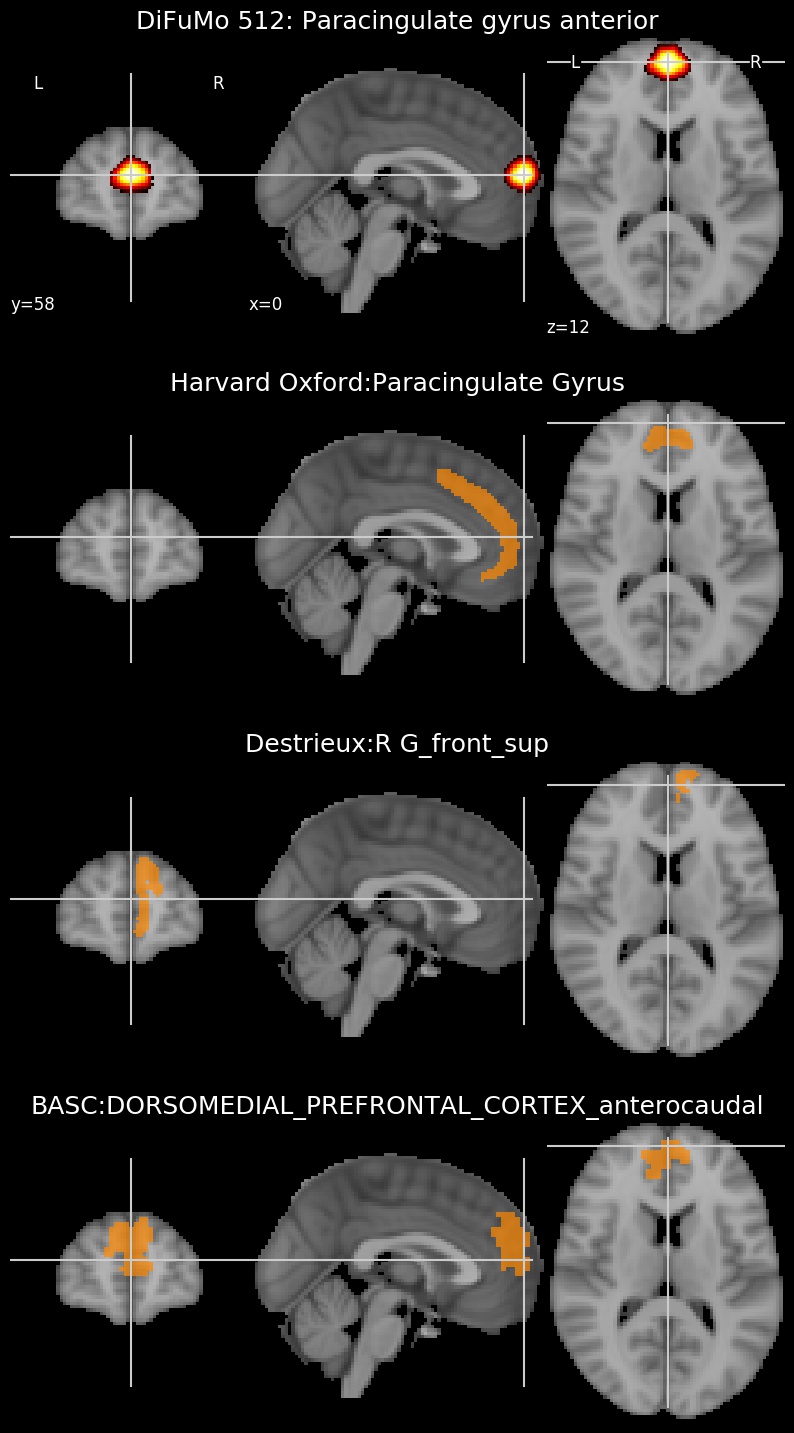 DiFuMo 512: Paracingulate gyrus anterior
L R
L R
y=58
x=0
z=12
Harvard Oxford:Paracingulate Gyrus
Destrieux:R G_front_sup
BASC:DORSOMEDIAL_PREFRONTAL_CORTEX_anterocaudal